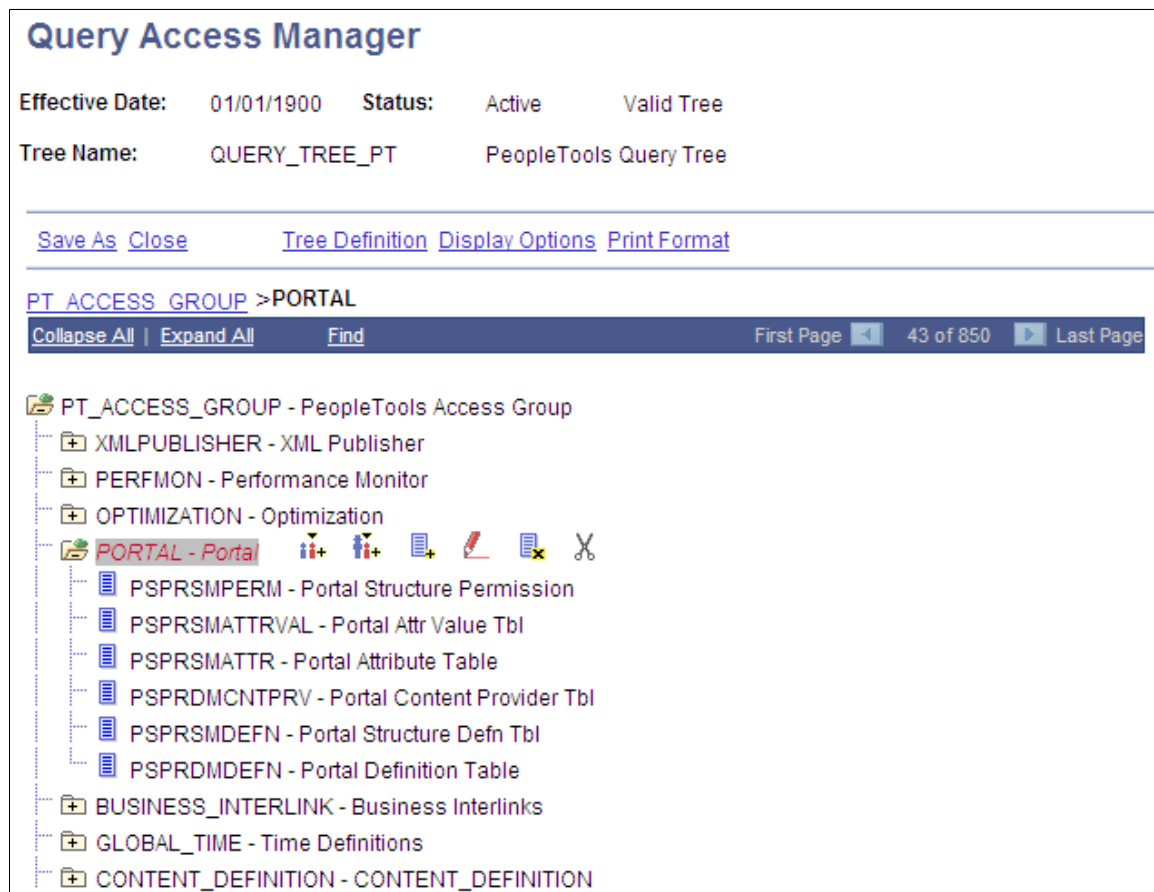 Query Access Manager
Effective Date: 01/01/1900 Status: Active Valid Tree
Tree Name: QUERY_TREE_PT PeopleTools Query Tree
Save As Close Tree Definition Display Options Print Format
PT_ACCESS_GROUP >PORTAL
Collapse All | Expand All Find First Page 43 of 850 Last Page
PT_ACCESS_GROUP - PeopleTools Access Group
XMLPUBLISHER - XML Publisher
PERFMON - Performance Monitor
OPTIMIZATION - Optimization
PORTAL - Portal
PSPRSMPERM - Portal Structure Permission
PSPRSMATTRVAL - Portal Attr Value Tbl
PSPRSMATTR - Portal Attribute Table
PSPRDMCNTPRV - Portal Content Provider Tbl
PSPRSMDEFN - Portal Structure Defn Tbl
PSPRDMDEFN - Portal Definition Table
BUSINESS_INTERLINK - Business Interlinks
GLOBAL_TIME - Time Definitions
CONTENT_DEFINITION - CONTENT_DEFINITION